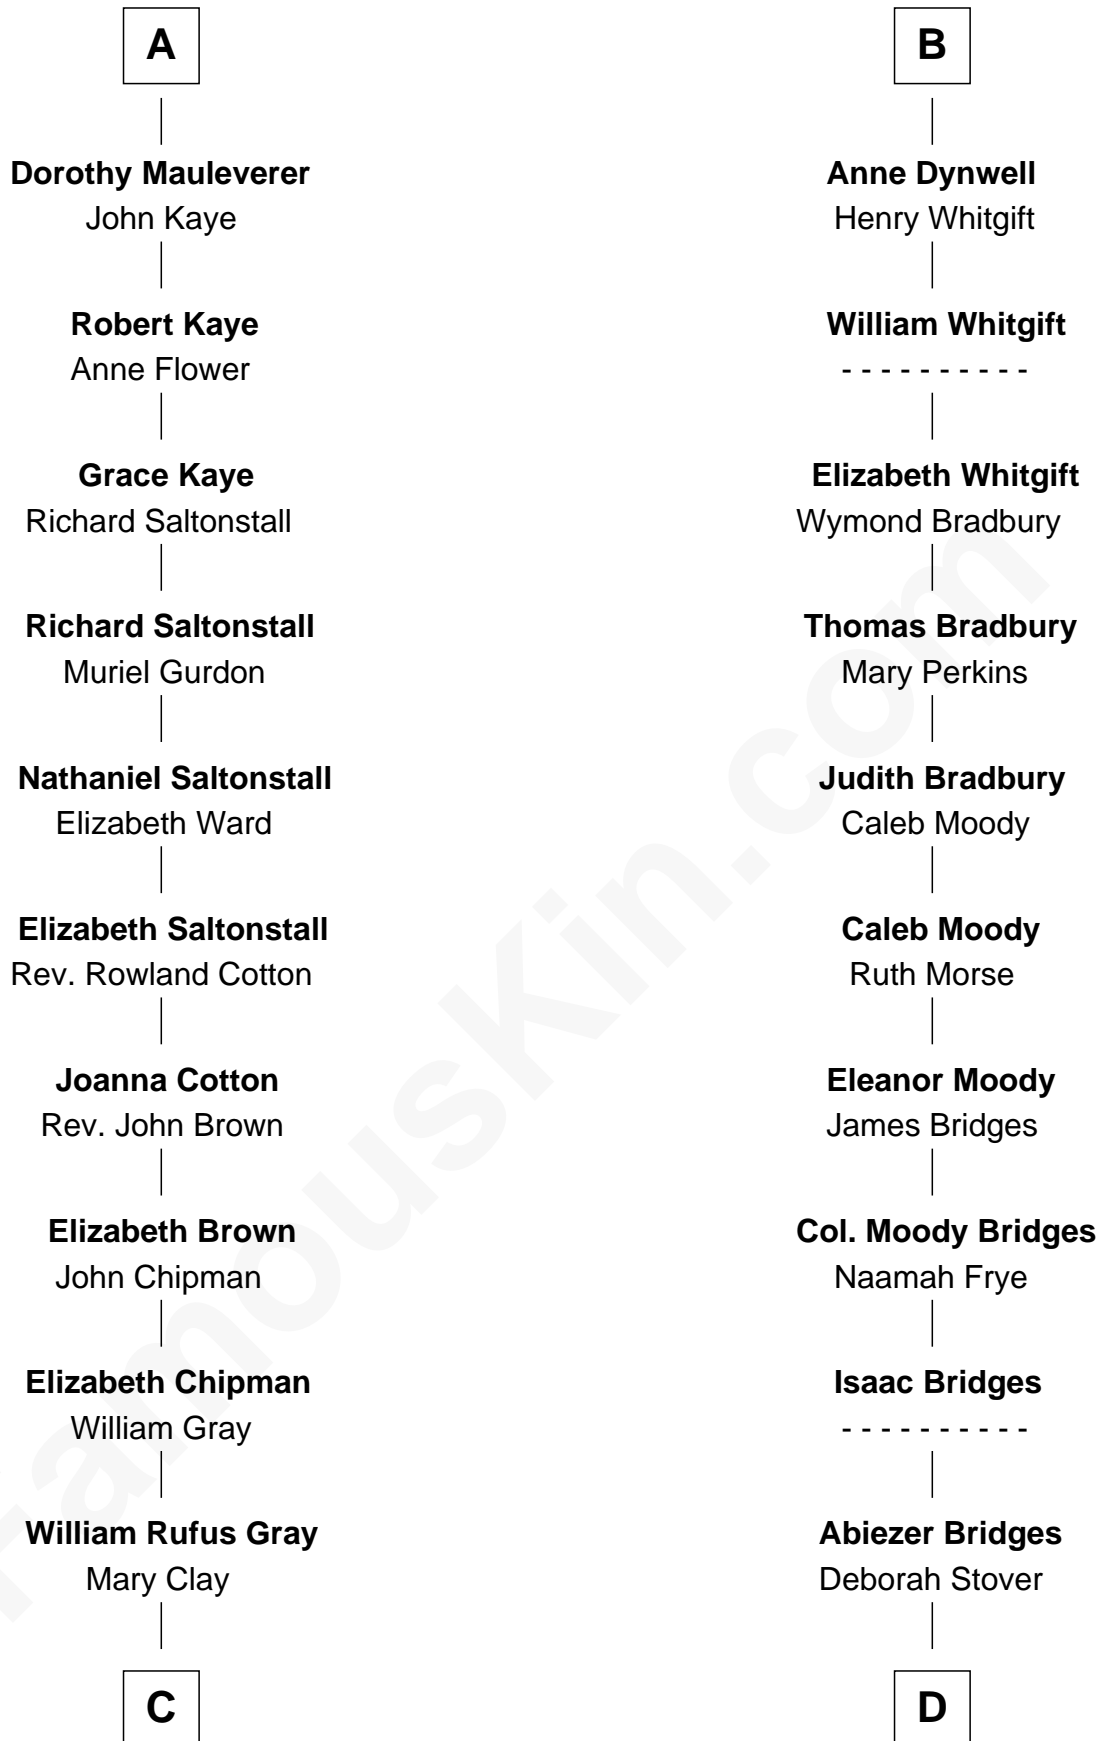 A
Dorothy Mauleverer
John Kaye
Robert Kaye
Anne Flower
Grace Kaye
Richard Saltonstall
Richard Saltonstall
Muriel Gurdon
Nathaniel Saltonstall
Elizabeth Ward
Elizabeth Saltonstall
Rev. Rowland Cotton
Joanna Cotton
Rev. John Brown
Elizabeth Brown
John Chipman
Elizabeth Chipman
William Gray
William Rufus Gray
Mary Clay
C
B
Anne Dynwell
Henry Whitgift
William Whitgift
- - - - - - - - - -
Elizabeth Whitgift
Wymond Bradbury
Thomas Bradbury
Mary Perkins
Judith Bradbury
Caleb Moody
Caleb Moody
Ruth Morse
Eleanor Moody
James Bridges
Col. Moody Bridges
Naamah Frye
Isaac Bridges
- - - - - - - - - -
Abiezer Bridges
Deborah Stover
D
FamousKin.com